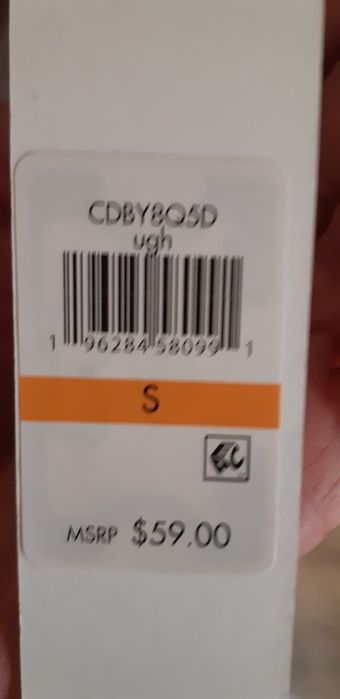 CDBY8Q5D
ugh
1 96284 58099 1
S
MSRP $59.00